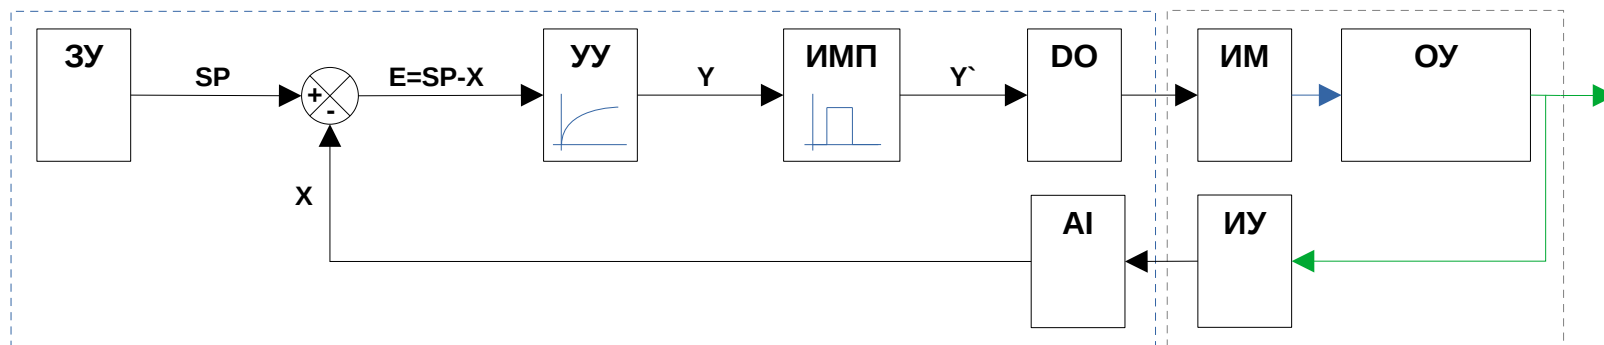 ЗУ
SP
+
-
E=SP-X
УУ
Y
ИМП
Y`
DO
ИМ
ОУ
X
AI
ИУ